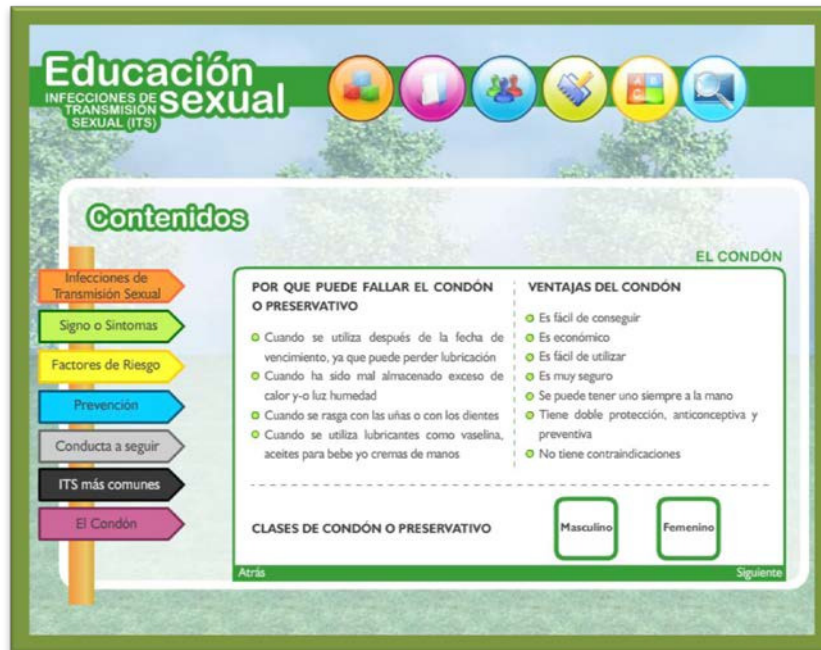 Educación
INFECCIONES DE
TRANSMISIÓN
SEXUAL (ITS)
sexual
A B
C
Contenidos
EL CONDÓN
Infecciones de
Transmisión Sexual
Signo o Sintomas
Factores de Riesgo
Prevención
Conducta a seguir
ITS más comunes
El Condón
POR QUE PUEDE FALLAR EL CONDÓN
O PRESERVATIVO
Cuando se utiliza después de la fecha de
vencimiento, ya que puede perder lubricación
Cuando ha sido mal almacenado exceso de
calor y-o luz humedad
Cuando se rasga con las uñas o con los dientes
Cuando se utiliza lubricantes como vaselina,
aceites para bebe yo cremas de manos
VENTAJAS DEL CONDÓN
Es fácil de conseguir
Es económico
Es fácil de utilizar
Es muy seguro
Se puede tener uno siempre a la mano
Tiene doble protección, anticonceptiva y
preventiva
No tiene contraindicaciones
CLASES DE CONDÓN O PRESERVATIVO
Masculino
Femenino
Atrás
Siguiente